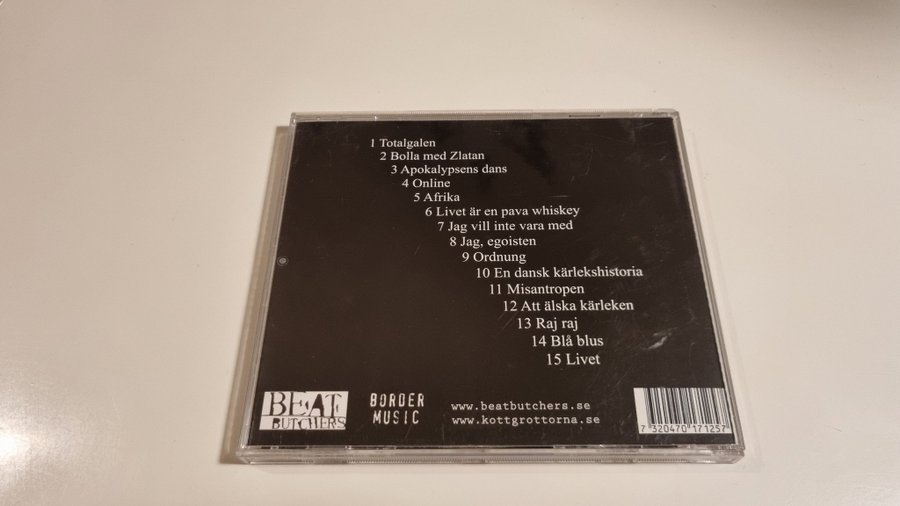 1 Totalgalen
2 Bolla med Zlatan
3 Apokalypsens dans
4 Online
5 Afrika
6 Livet är en pava whiskey
7 Jag vill inte vara med
8 Jag, egoisten
9 Ordnung
10 En dansk kärlekshistoria
11 Misantropen
12 Att älska kärleken
13 Raj raj
14 Blå blus
15 Livet
BEAT
BUTCHERS
BORDER
MUSIC
www.beatbutchers.se
www.kottgrottorna.se
7 320470 171257